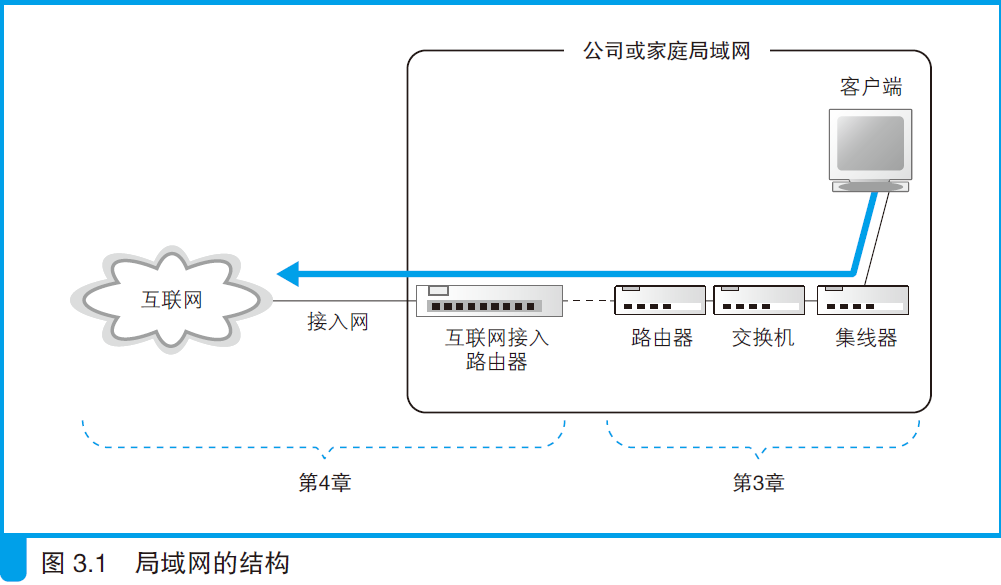 公司或家庭局域网
客户端
互联网
接入网
互联网接入
路由器
路由器
交换机
集线器
第4章
第3章
图 3.1 局域网的结构